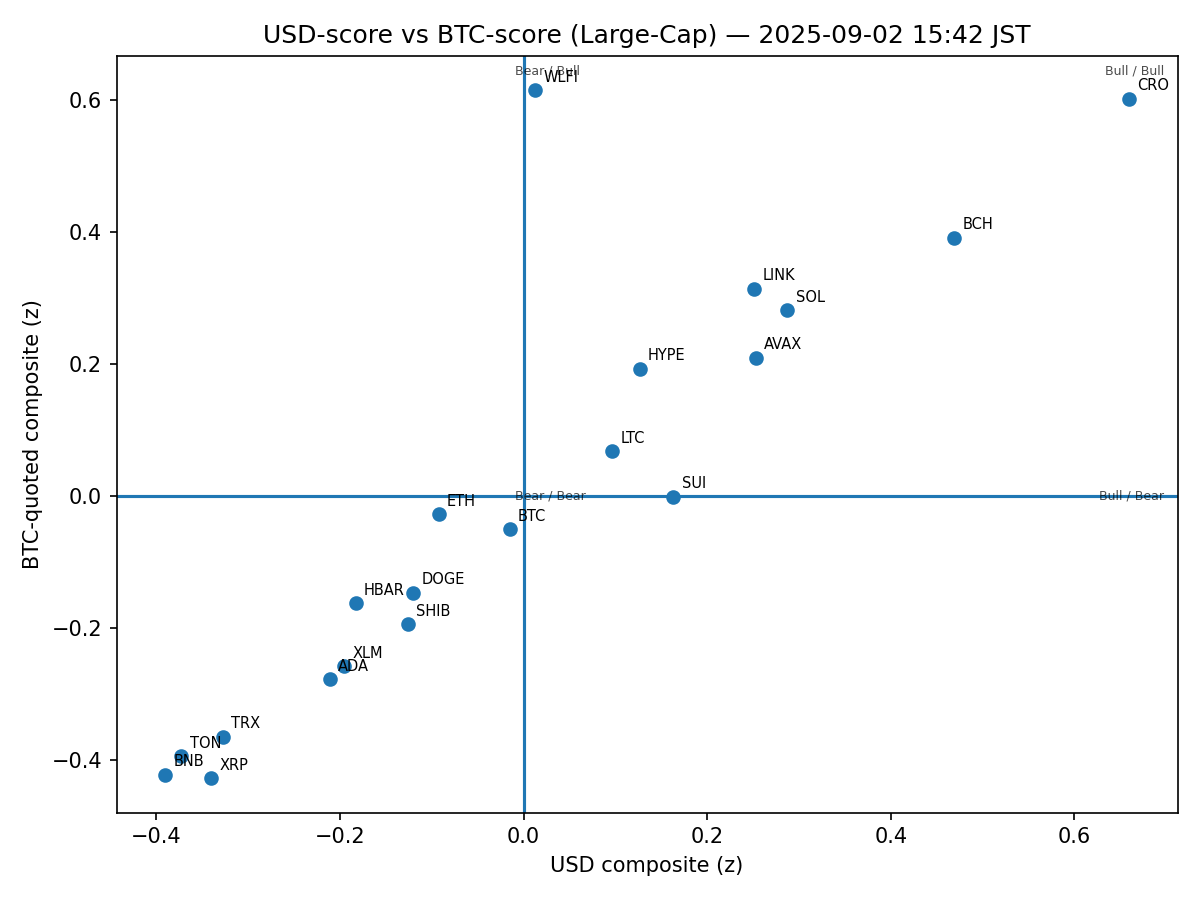 USD-score vs BTC-score (Large-Cap) — 2025-09-02 15:42 JST
Bear / Bull
Bull / Bull
WLFI
CRO
BCH
LINK
SOL
AVAX
HYPE
LTC
SUI
Bear / Bear
Bull / Bear
ETH
BTC
DOGE
HBAR
SHIB
XLM
ADA
TRX
TON
BNB
XRP
0.6
0.4
0.2
0.0
−0.2
−0.4
BTC-quoted composite (z)
−0.4
−0.2
0.0
0.2
0.4
0.6
USD composite (z)